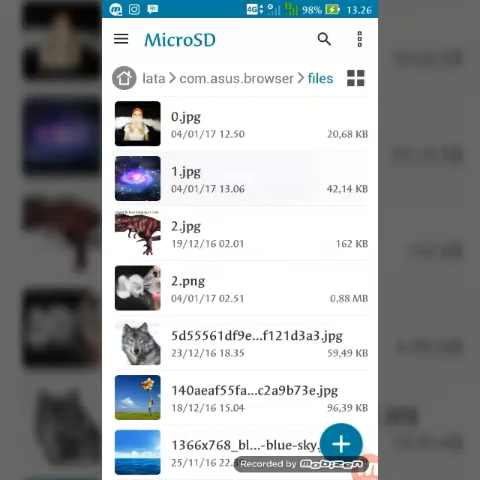 4G 98% 13.26
MicroSD
lata > com.asus.browser > files
0.jpg
04/01/17 12.50 20,68 KB
1.jpg
04/01/17 13.06 42,14 KB
2.jpg
19/12/16 02.01 162 KB
2.png
04/01/17 02.51 0,88 MB
5d55561df9e...f121d3a3.jpg
23/12/16 18.35 59,49 KB
140aeaf55fa...c2a9b73e.jpg
18/12/16 15.04 96,39 KB
1366x768_bl...-blue-sky.
25/11/16 22.
Recorded by mobizen